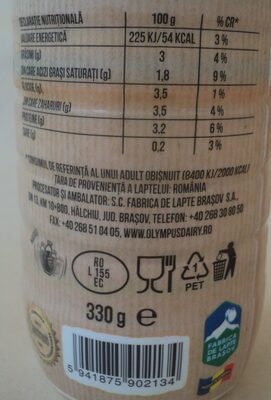 DECLARAȚIE NUTRIȚIONALĂ 100 g % CR*
VALOARE ENERGETICĂ 225 KJ/54 KCAL 3 %
GRĂSIMI (g) 3 4 %
DIN CARE ACIZI GRAȘI SATURAȚI (g) 1,8 9 %
GLUCIDE, (g) 3,5 1 %
DIN CARE ZAHARURI (g) 3,5 4 %
PROTEINE (g) 3,2 6 %
SARE (g) 0,2 3 %
*CONSUMUL DE REFERINȚĂ AL UNUI ADULT OBIȘNUIT (8400 KJ/2000 KCAL)
ȚARA DE PROVENIENȚĂ A LAPTELUI: ROMÂNIA
PROCESATOR ȘI AMBALATOR: S.C. FABRICA DE LAPTE BRAȘOV S.A.,
DN 13, KM 10+800, HĂLCHIU, JUD. BRAȘOV, TELEFON: +40 268 30 80 50
FAX: +40 268 51 04 05, WWW.OLYMPUSDAIRY.RO
RO
L 155
EC
1
PET
330 g e
FABRICA
DE LAPTE
BRAȘOV
5 941875 902134